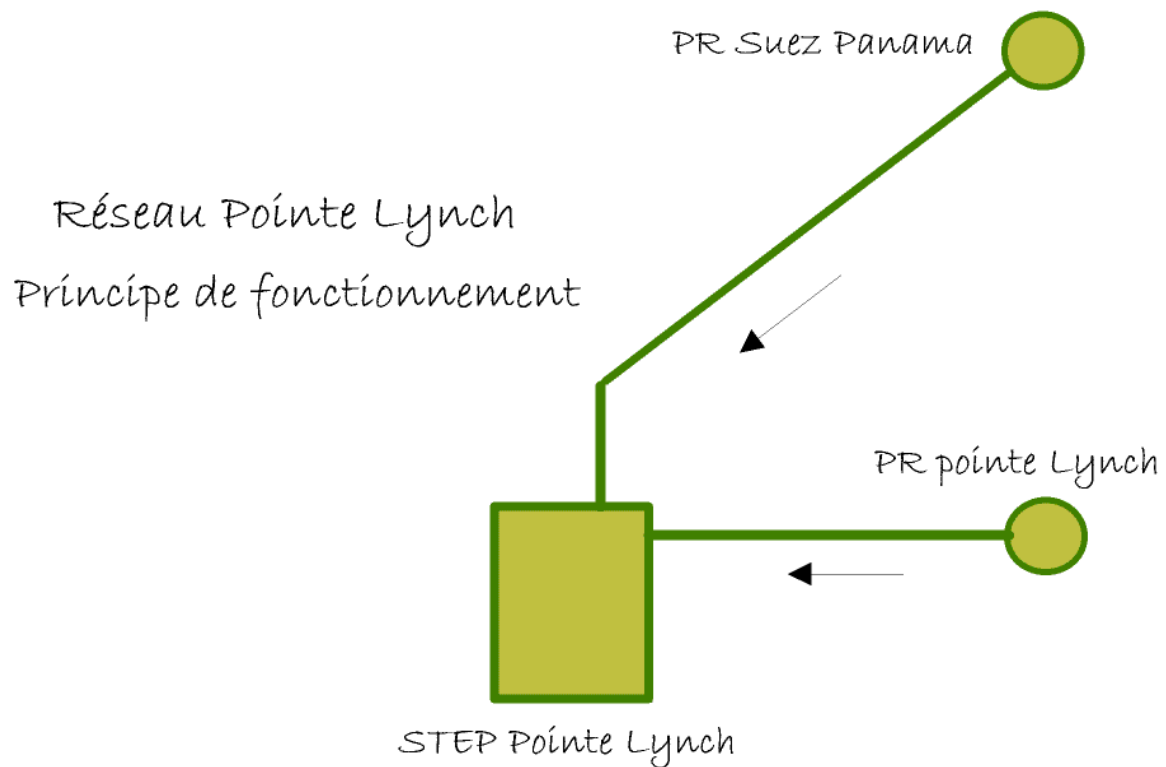 PR Suez Panama
Réseau Pointe Lynch
Principe de fonctionnement
PR pointe Lynch
STEP Pointe Lynch